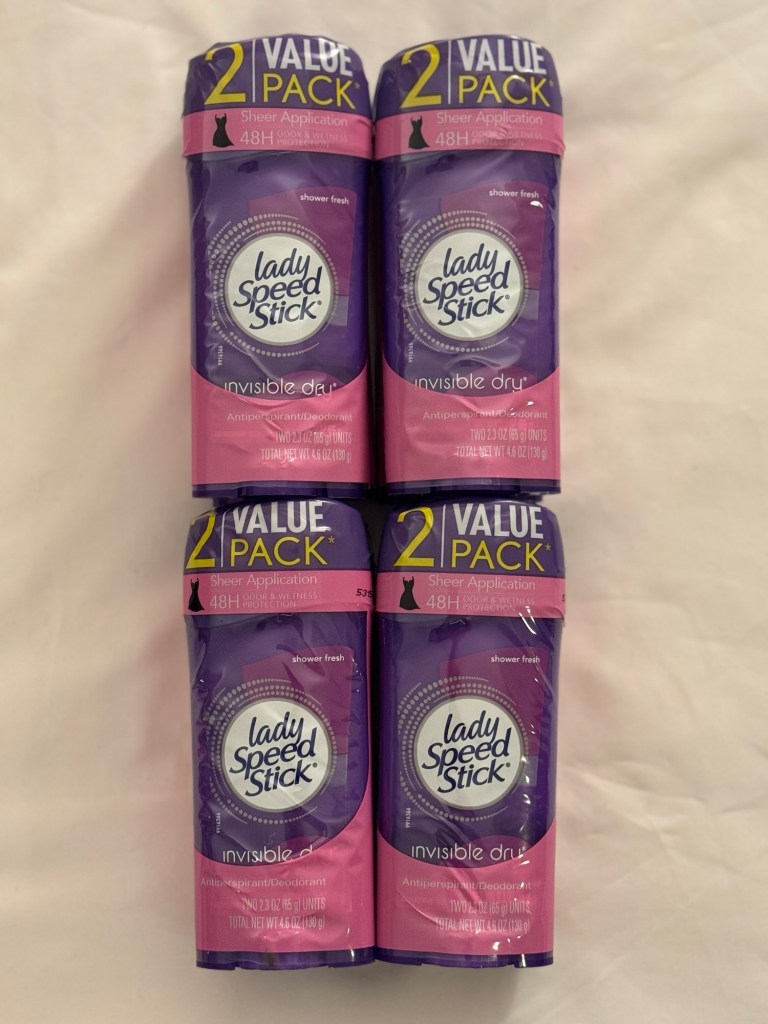 2 VALUE
PACK*
Sheer Application
48H ODOR & WETNESS
PROTECTION
shower fresh
lady
Speed
Stick®
invisible dry®
Antiperspirant/Deodorant
TWO 2.3 OZ (65 g) UNITS
TOTAL NET WT 4.6 OZ (130 g)
2 VALUE
PACK*
Sheer Application
48H ODOR & WETNESS
PROTECTION
shower fresh
lady
Speed
Stick®
invisible dry®
Antiperspirant/Deodorant
TWO 2.3 OZ (65 g) UNITS
TOTAL NET WT 4.6 OZ (130 g)
2 VALUE
PACK*
Sheer Application
48H ODOR & WETNESS
PROTECTION
shower fresh
lady
Speed
Stick®
invisible d
Antiperspirant/Deodorant
TWO 2.3 OZ (65 g) UNITS
TOTAL NET WT 4.6 OZ (130 g)
2 VALUE
PACK*
Sheer Application
48H ODOR & WETNESS
PROTECTION
shower fresh
lady
Speed
Stick®
invisible dry®
Antiperspirant/Deodorant
TWO 2.3 OZ (65 g) UNITS
TOTAL NET WT 4.6 OZ (130 g)